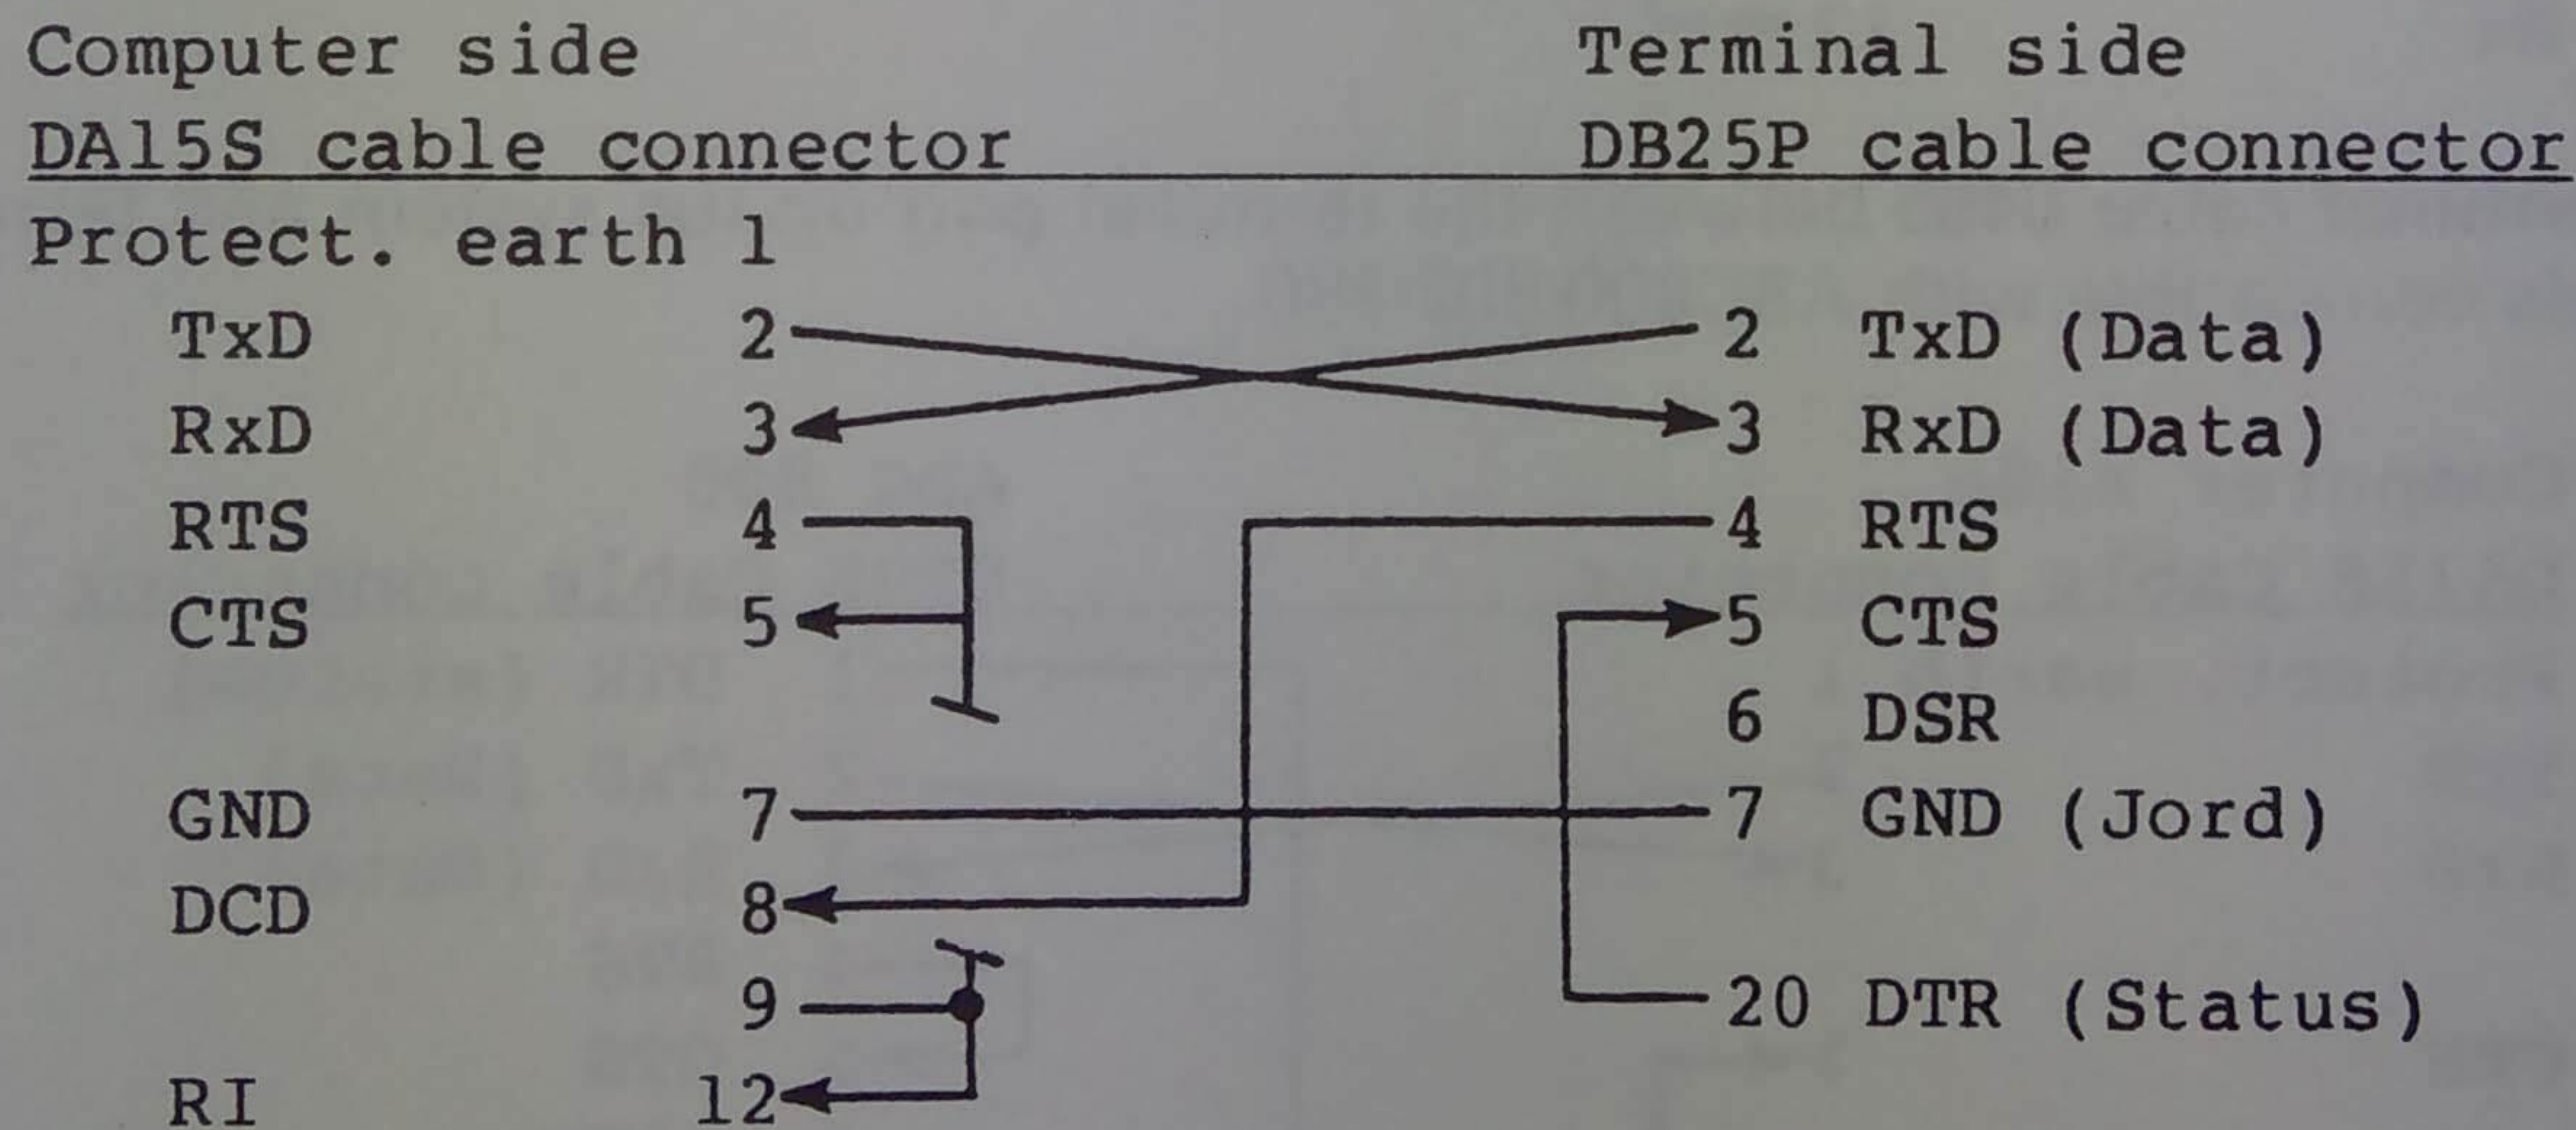 Computer side Terminal side
DA15S cable connector DB25P cable connector
Protect. earth 1
TxD 2 2 TxD (Data)
RxD 3 3 RxD (Data)
RTS 4 4 RTS
CTS 5 5 CTS
6 DSR
GND 7 7 GND (Jord)
DCD 8
9 20 DTR (Status)
RI 12